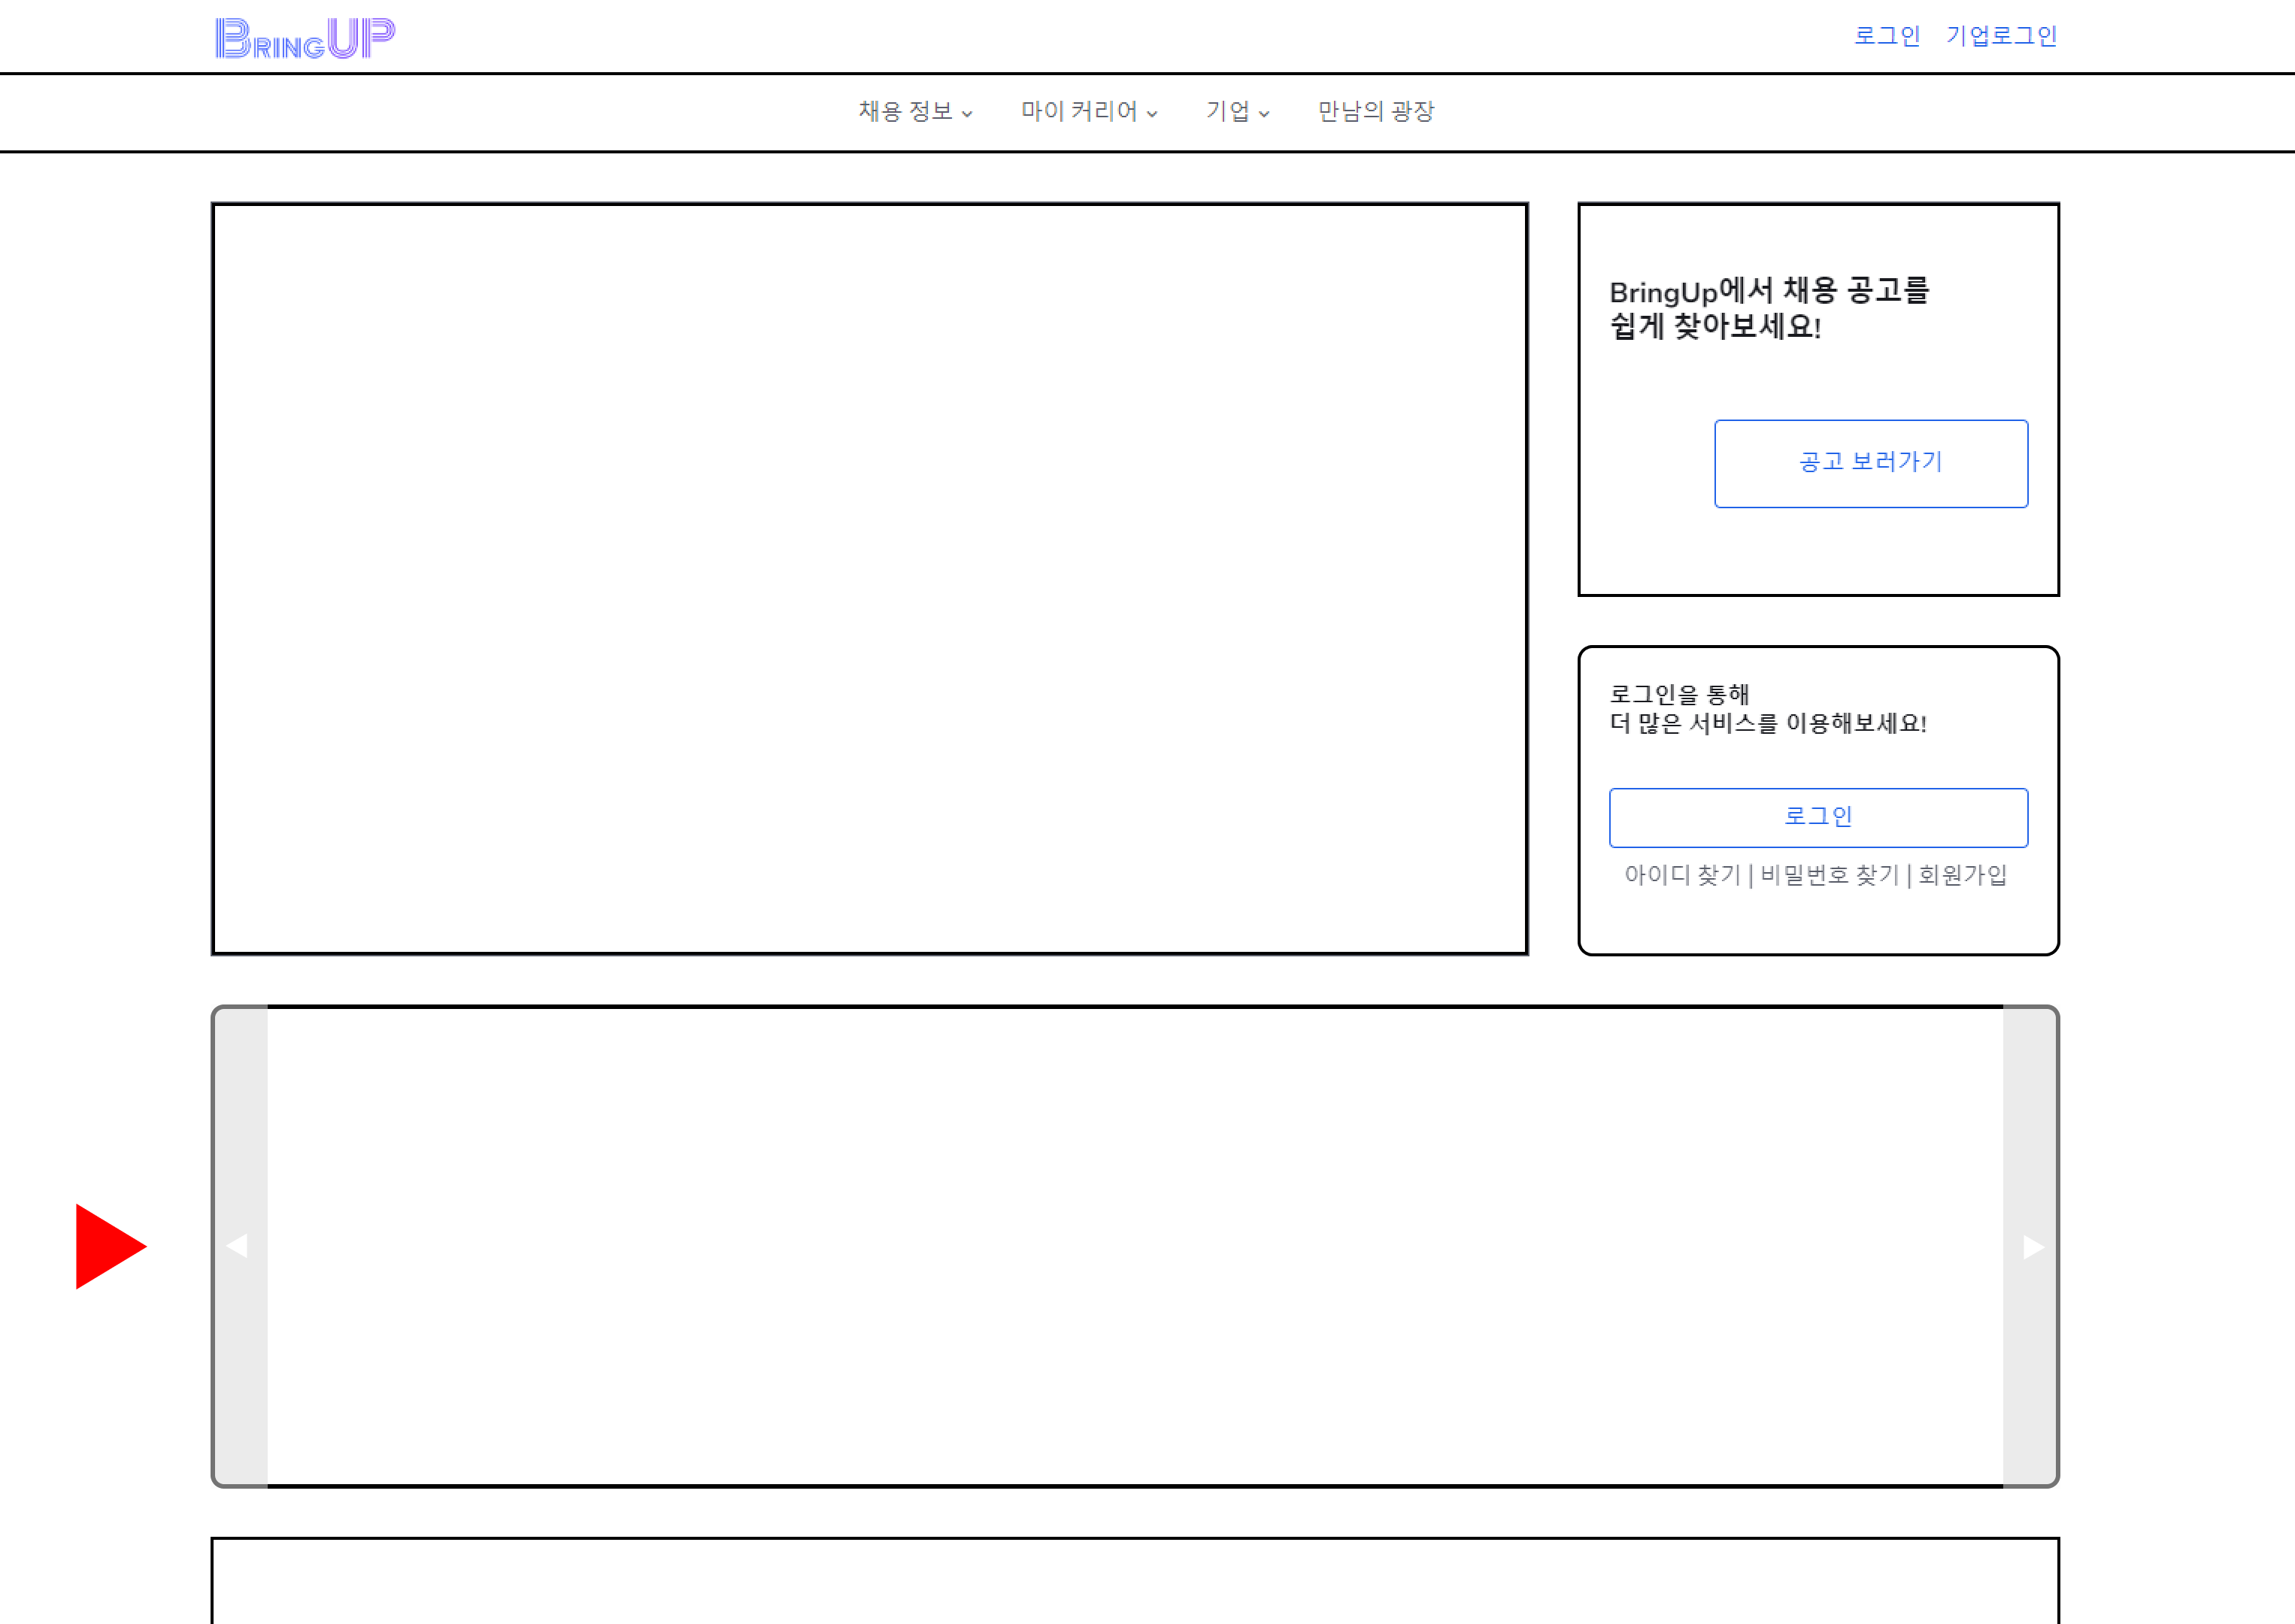 BRINGUP
로그인 기업로그인
채용 정보 마이 커리어 기업 만남의 광장
BringUp에서 채용 공고를
쉽게 찾아보세요!
공고 보러가기
로그인을 통해
더 많은 서비스를 이용해보세요!
로그인
아이디 찾기 | 비밀번호 찾기 | 회원가입